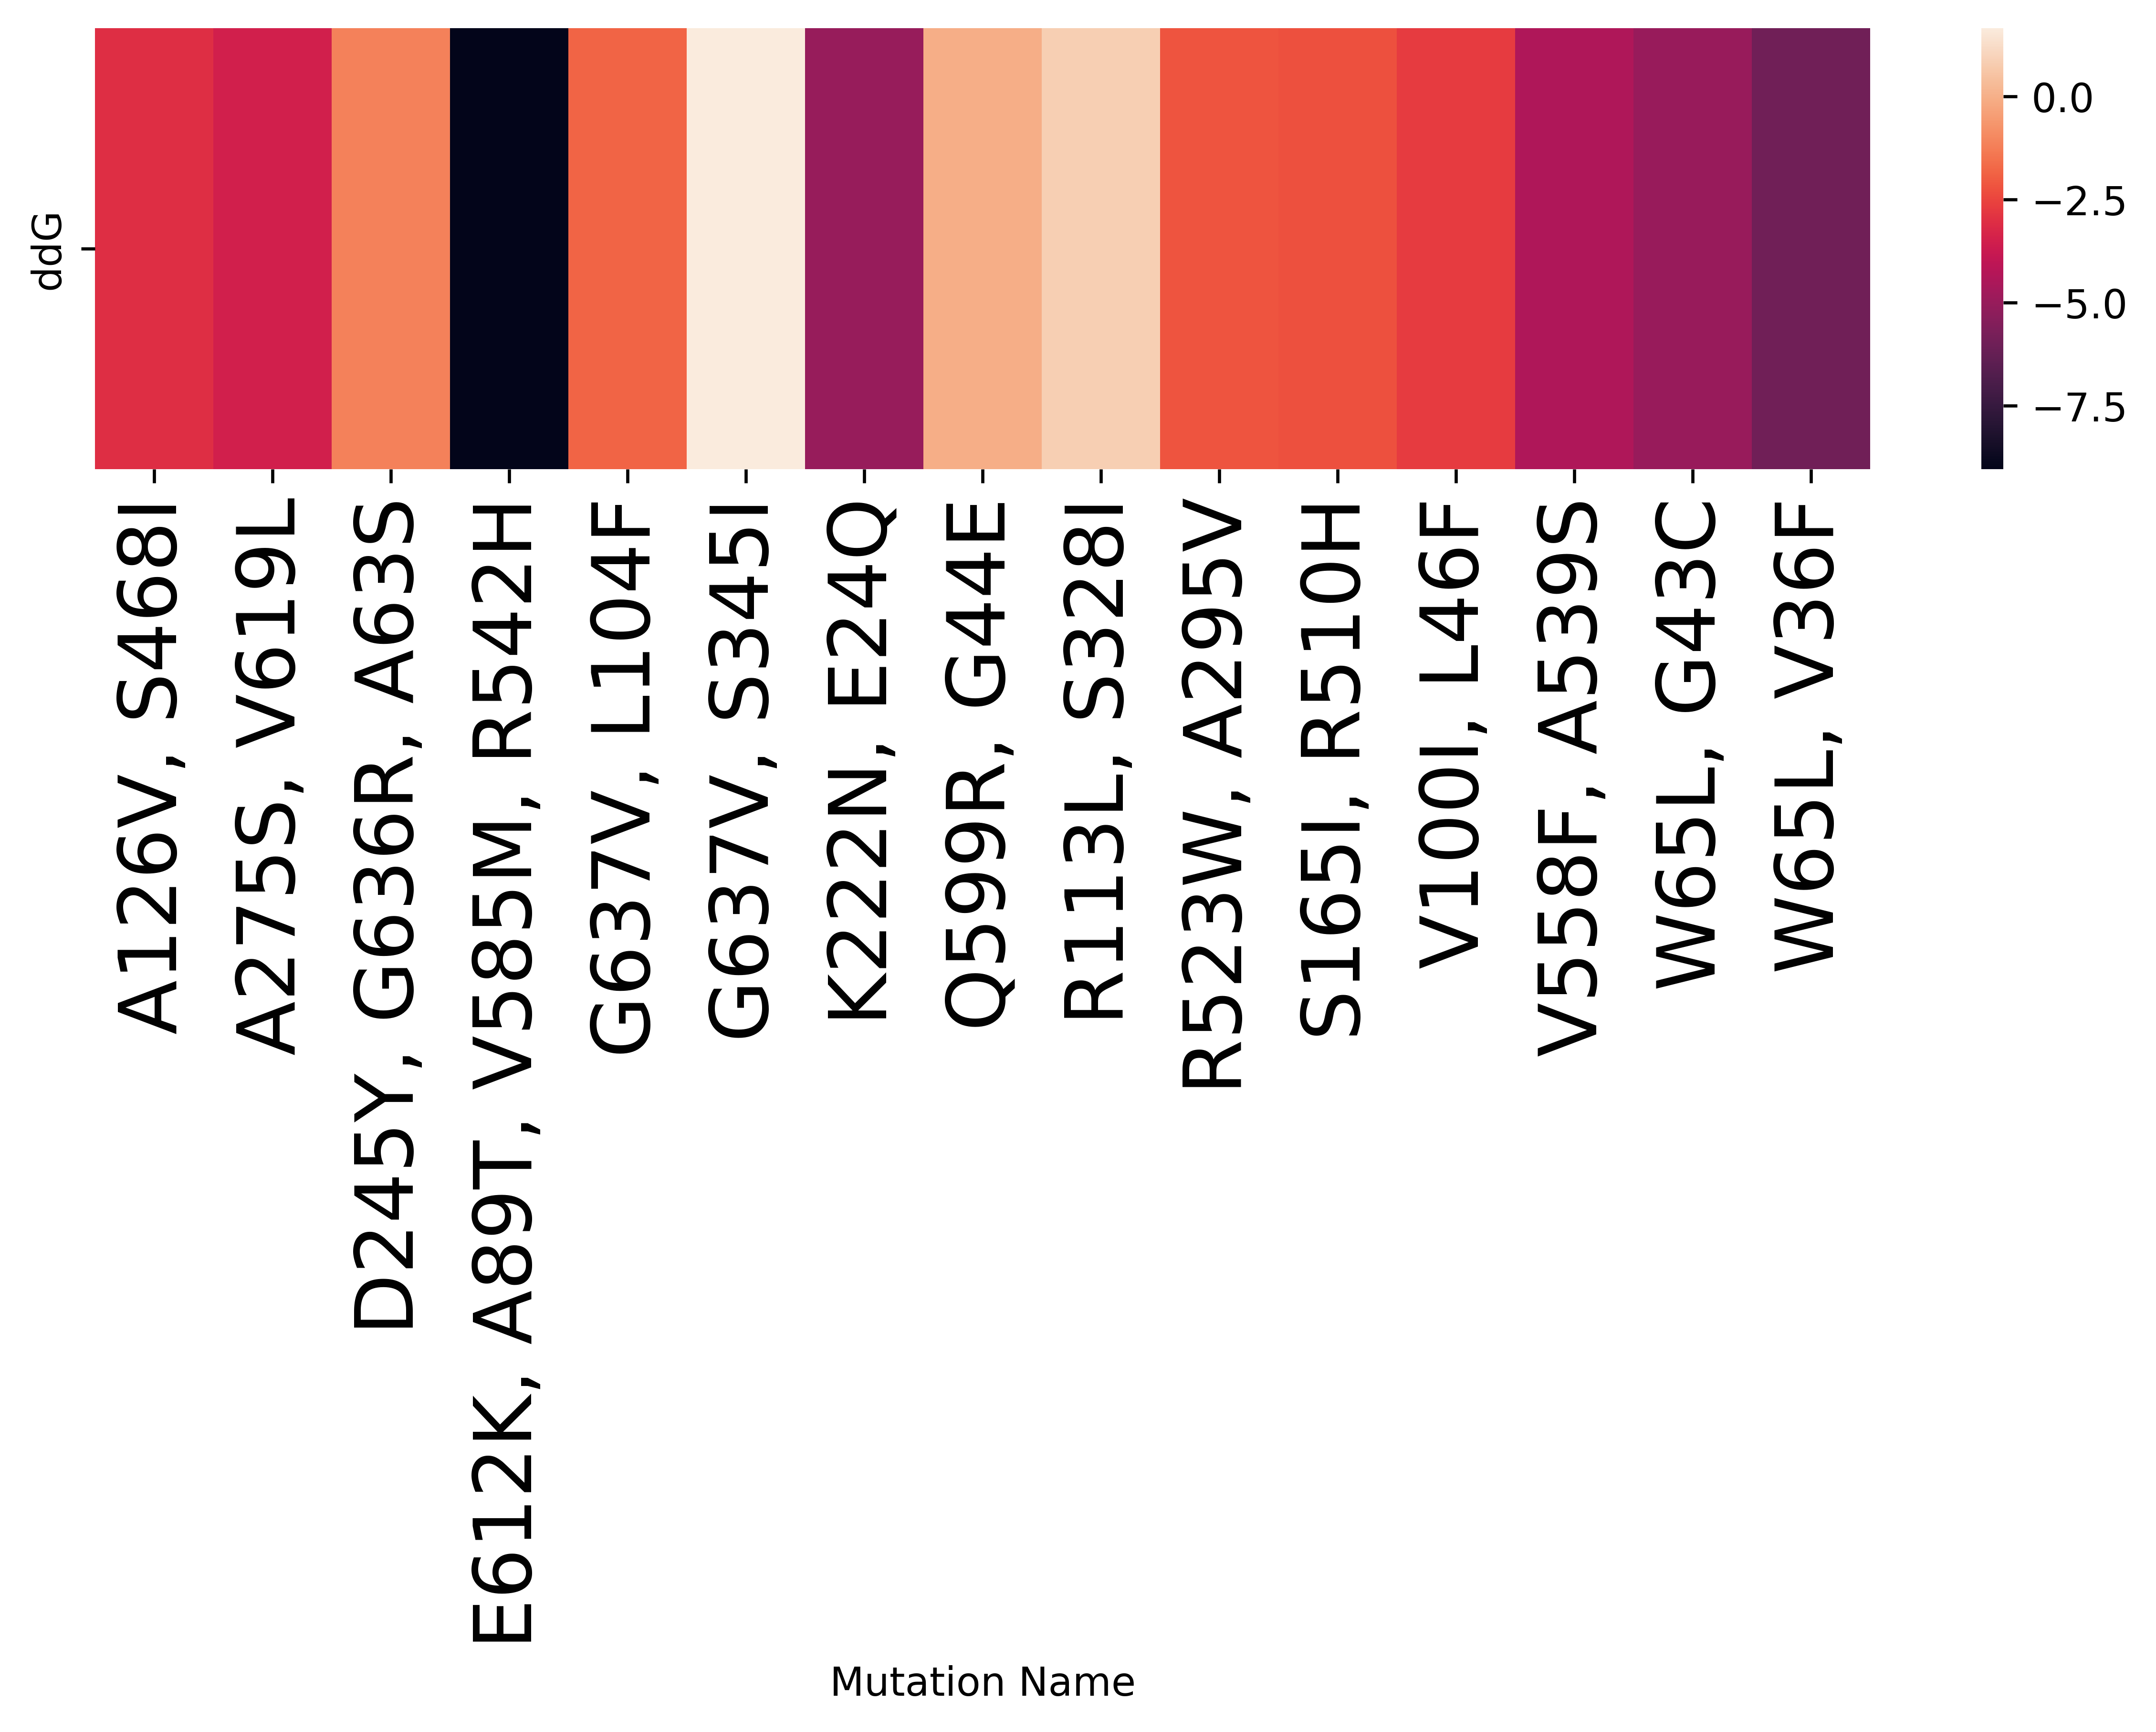 ddG
0.0
−2.5
−5.0
−7.5
A126V, S468I
A275S, V619L
D245Y, G636R, A63S
E612K, A89T, V585M, R542H
G637V, L104F
G637V, S345I
K222N, E24Q
Q599R, G44E
R113L, S328I
R523W, A295V
S165I, R510H
V100I, L46F
V558F, A539S
W65L, G43C
W65L, V36F
Mutation Name